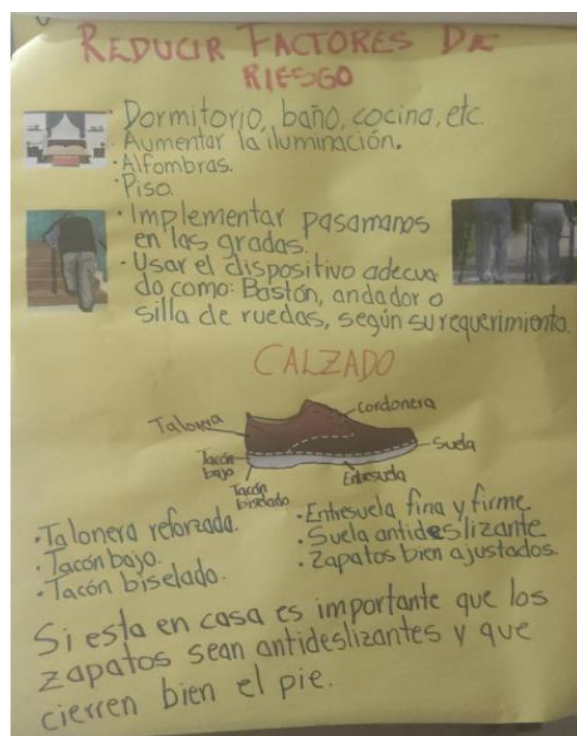 REDUCIR FACTORES DE
RIESGO
· Dormitorio, baño, cocina, etc.
· Aumentar la iluminación.
· Alfombras.
· Piso.
· Implementar pasamanos
en las gradas.
· Usar el dispositivo adecua
do como: Bastón, andador o
silla de ruedas, según su requerimiento.
CALZADO
Talonera
Cordonera
Suela
Tacón
bajo
Entresuela
Tacón
biselado
· Talonera reforzada.
· Tacón bajo.
· Tacón biselado.
· Entresuela fina y firme
· Suela antideslizante
· Zapatos bien ajustados.
Si esta en casa es importante que los
zapatos sean antideslizantes y que
cierren bien el pie.